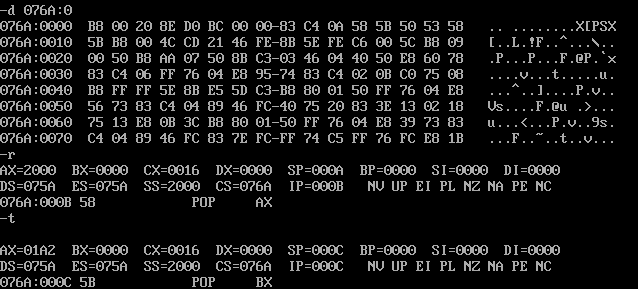 -d 076A:0
076A:0000  B8 00 20 8E D0 BC 00 00-83 C4 0A 58 5B 50 53 58   .. ........XIPSX
076A:0010  5B B8 00 4C CD 21 46 FE-8B 5E FE C6 00 5C B8 09   [..L.!F..^...\..
076A:0020  00 50 B8 AA 07 50 8B C3-03 46 04 40 50 E8 60 78   .P...P...F.@P.`x
076A:0030  83 C4 06 FF 76 04 E8 95-74 83 C4 02 0B C0 75 08   ....v...t.....u.
076A:0040  B8 FF FF 5E 8B E5 5D C3-B8 80 01 50 FF 76 04 E8   ...^..]....P.v..
076A:0050  56 73 83 C4 04 89 46 FC-40 75 20 83 3E 13 02 18   Vs....F.@u .>...
076A:0060  75 13 E8 0B 3C B8 80 01-50 FF 76 04 E8 39 73 83   u...<...P.v..9s.
076A:0070  C4 04 89 46 FC 83 7E FC-FF 74 C5 FF 76 FC E8 1B   ...F..~..t..v...
-r
AX=2000  BX=0000  CX=0016  DX=0000  SP=000A  BP=0000  SI=0000  DI=0000
DS=075A  ES=075A  SS=2000  CS=076A  IP=000B   NV UP EI PL NZ NA PE NC
076A:000B 58            POP     AX
-t
AX=01A2  BX=0000  CX=0016  DX=0000  SP=000C  BP=0000  SI=0000  DI=0000
DS=075A  ES=075A  SS=2000  CS=076A  IP=000C   NV UP EI PL NZ NA PE NC
076A:000C 5B            POP     BX